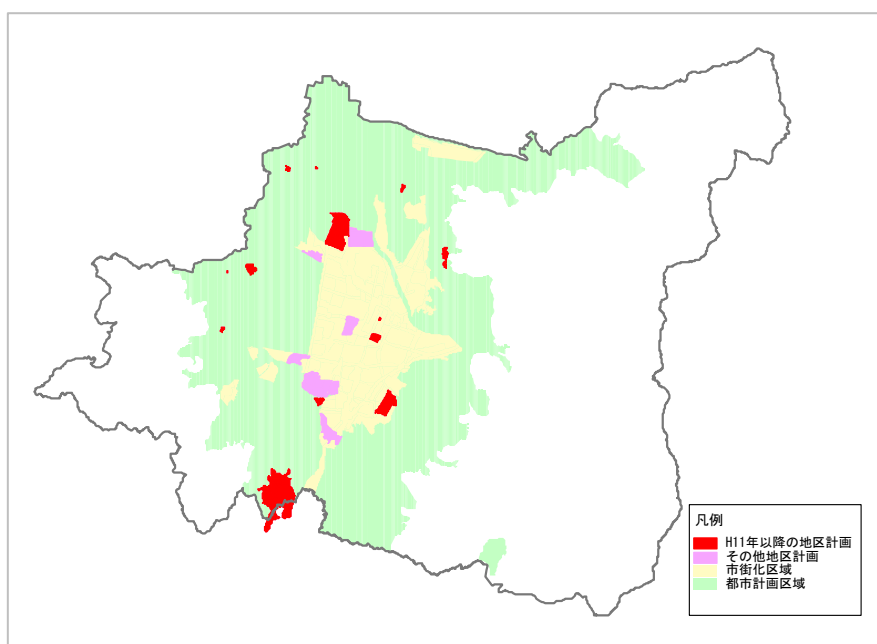 凡例
H11年以降の地区計画
その他地区計画
市街化区域
都市計画区域